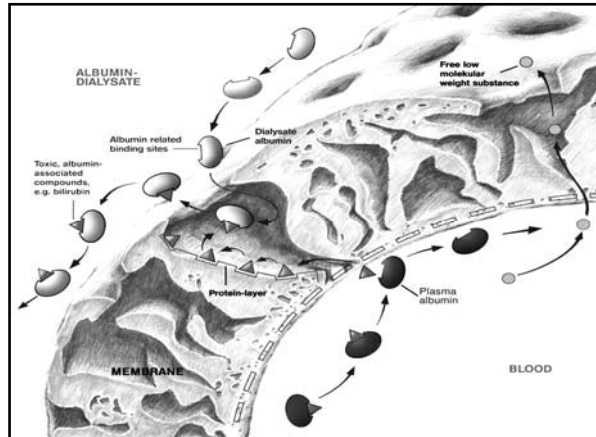 ALBUMIN-
DIALYSATE
Free low
molekular
weight substance
Albumin related
binding sites
Dialysate
albumin
Toxic, albumin-
associated
compounds,
e.g. bilirubin
Protein-layer
Plasma
albumin
MEMBRANE
BLOOD